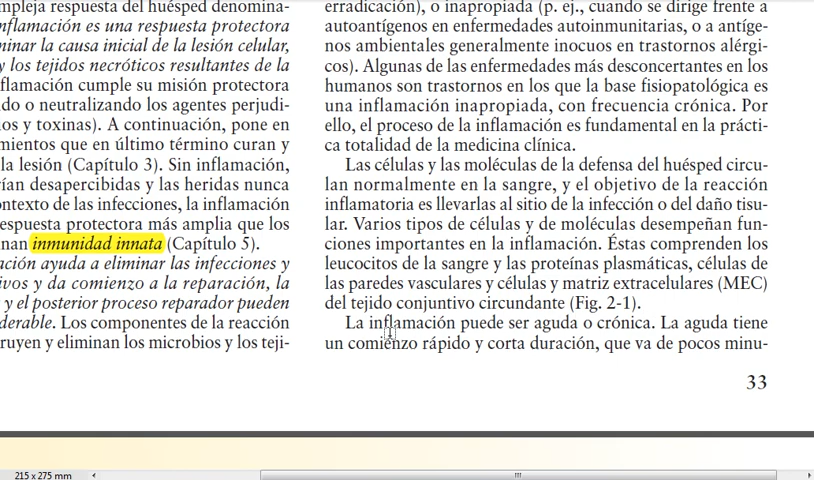 mpleja respuesta del huésped denomina-
nflamación es una respuesta protectora
minar la causa inicial de la lesión celular,
y los tejidos necróticos resultantes de la
flamación cumple su misión protectora
do o neutralizando los agentes perjudi-
os y toxinas). A continuación, pone en
mientos que en último término curan y
la lesión (Capítulo 3). Sin inflamación,
ían desapercibidas y las heridas nunca
ontexto de las infecciones, la inflamación
espuesta protectora más amplia que los
inan inmunidad innata (Capítulo 5).
ación ayuda a eliminar las infecciones y
ivos y da comienzo a la reparación, la
y el posterior proceso reparador pueden
derable. Los componentes de la reacción
ruyen y eliminan los microbios y los teji-
erradicación), o inapropiada (p. ej., cuando se dirige frente a
autoantígenos en enfermedades autoinmunitarias, o a antíge-
nos ambientales generalmente inocuos en trastornos alérgi-
cos). Algunas de las enfermedades más desconcertantes en los
humanos son trastornos en los que la base fisiopatológica es
una inflamación inapropiada, con frecuencia crónica. Por
ello, el proceso de la inflamación es fundamental en la prácti-
ca totalidad de la medicina clínica.
Las células y las moléculas de la defensa del huésped circu-
lan normalmente en la sangre, y el objetivo de la reacción
inflamatoria es llevarlas al sitio de la infección o del daño tisu-
lar. Varios tipos de células y de moléculas desempeñan fun-
ciones importantes en la inflamación. Éstas comprenden los
leucocitos de la sangre y las proteínas plasmáticas, células de
las paredes vasculares y células y matriz extracelulares (MEC)
del tejido conjuntivo circundante (Fig. 2-1).
La inflamación puede ser aguda o crónica. La aguda tiene
un comienzo rápido y corta duración, que va de pocos minu-
33
215 x 275 mm